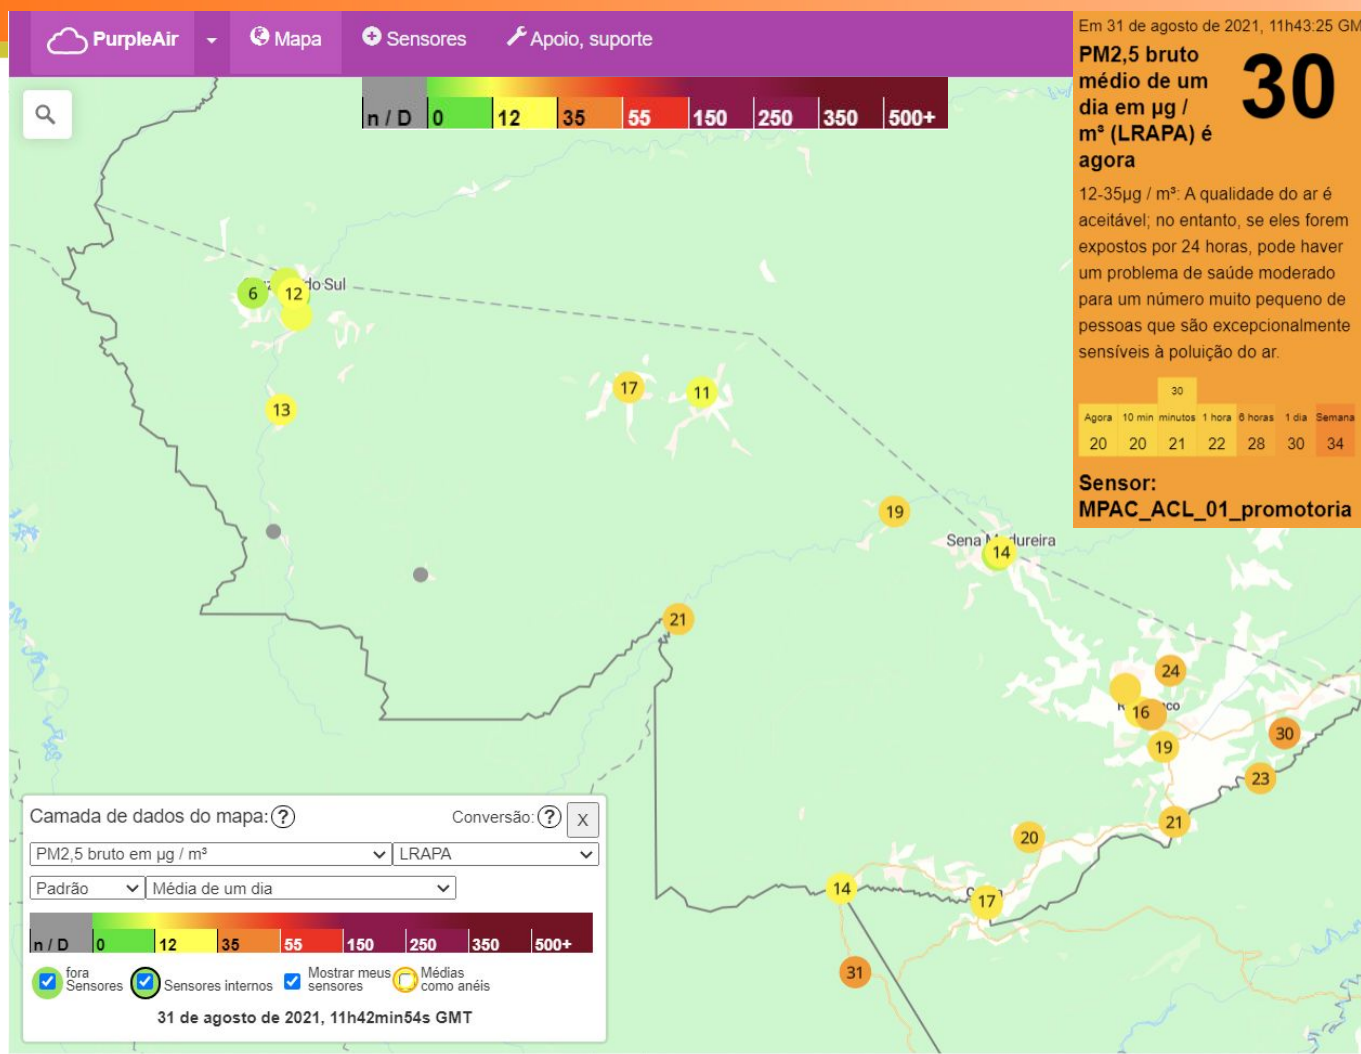 PurpleAir
Mapa
Sensores
Apoio, suporte
n / D 0 12 35 55 150 250 350 500+
Em 31 de agosto de 2021, 11h43:25 GM
PM2,5 bruto
médio de um
dia em µg /
m³ (LRAPA) é
agora
30
12-35µg / m³: A qualidade do ar é
aceitável; no entanto, se eles forem
expostos por 24 horas, pode haver
um problema de saúde moderado
para um número muito pequeno de
pessoas que são excepcionalmente
sensíveis à poluição do ar.
30
Agora 10 min minutos 1 hora 6 horas 1 dia Semana
20 20 21 22 28 30 34
Sensor:
MPAC_ACL_01_promotoria
do Sul
6
12
13
17
11
19
Sena Madureira
14
21
24
16
19
30
23
21
20
14
17
31
Camada de dados do mapa: ? Conversão: ? X
PM2,5 bruto em µg / m³ LRAPA
Padrão Média de um dia
n / D 0 12 35 55 150 250 350 500+
fora
Sensores
Sensores internos
Mostrar meus
sensores
Médias
como anéis
31 de agosto de 2021, 11h42min54s GMT